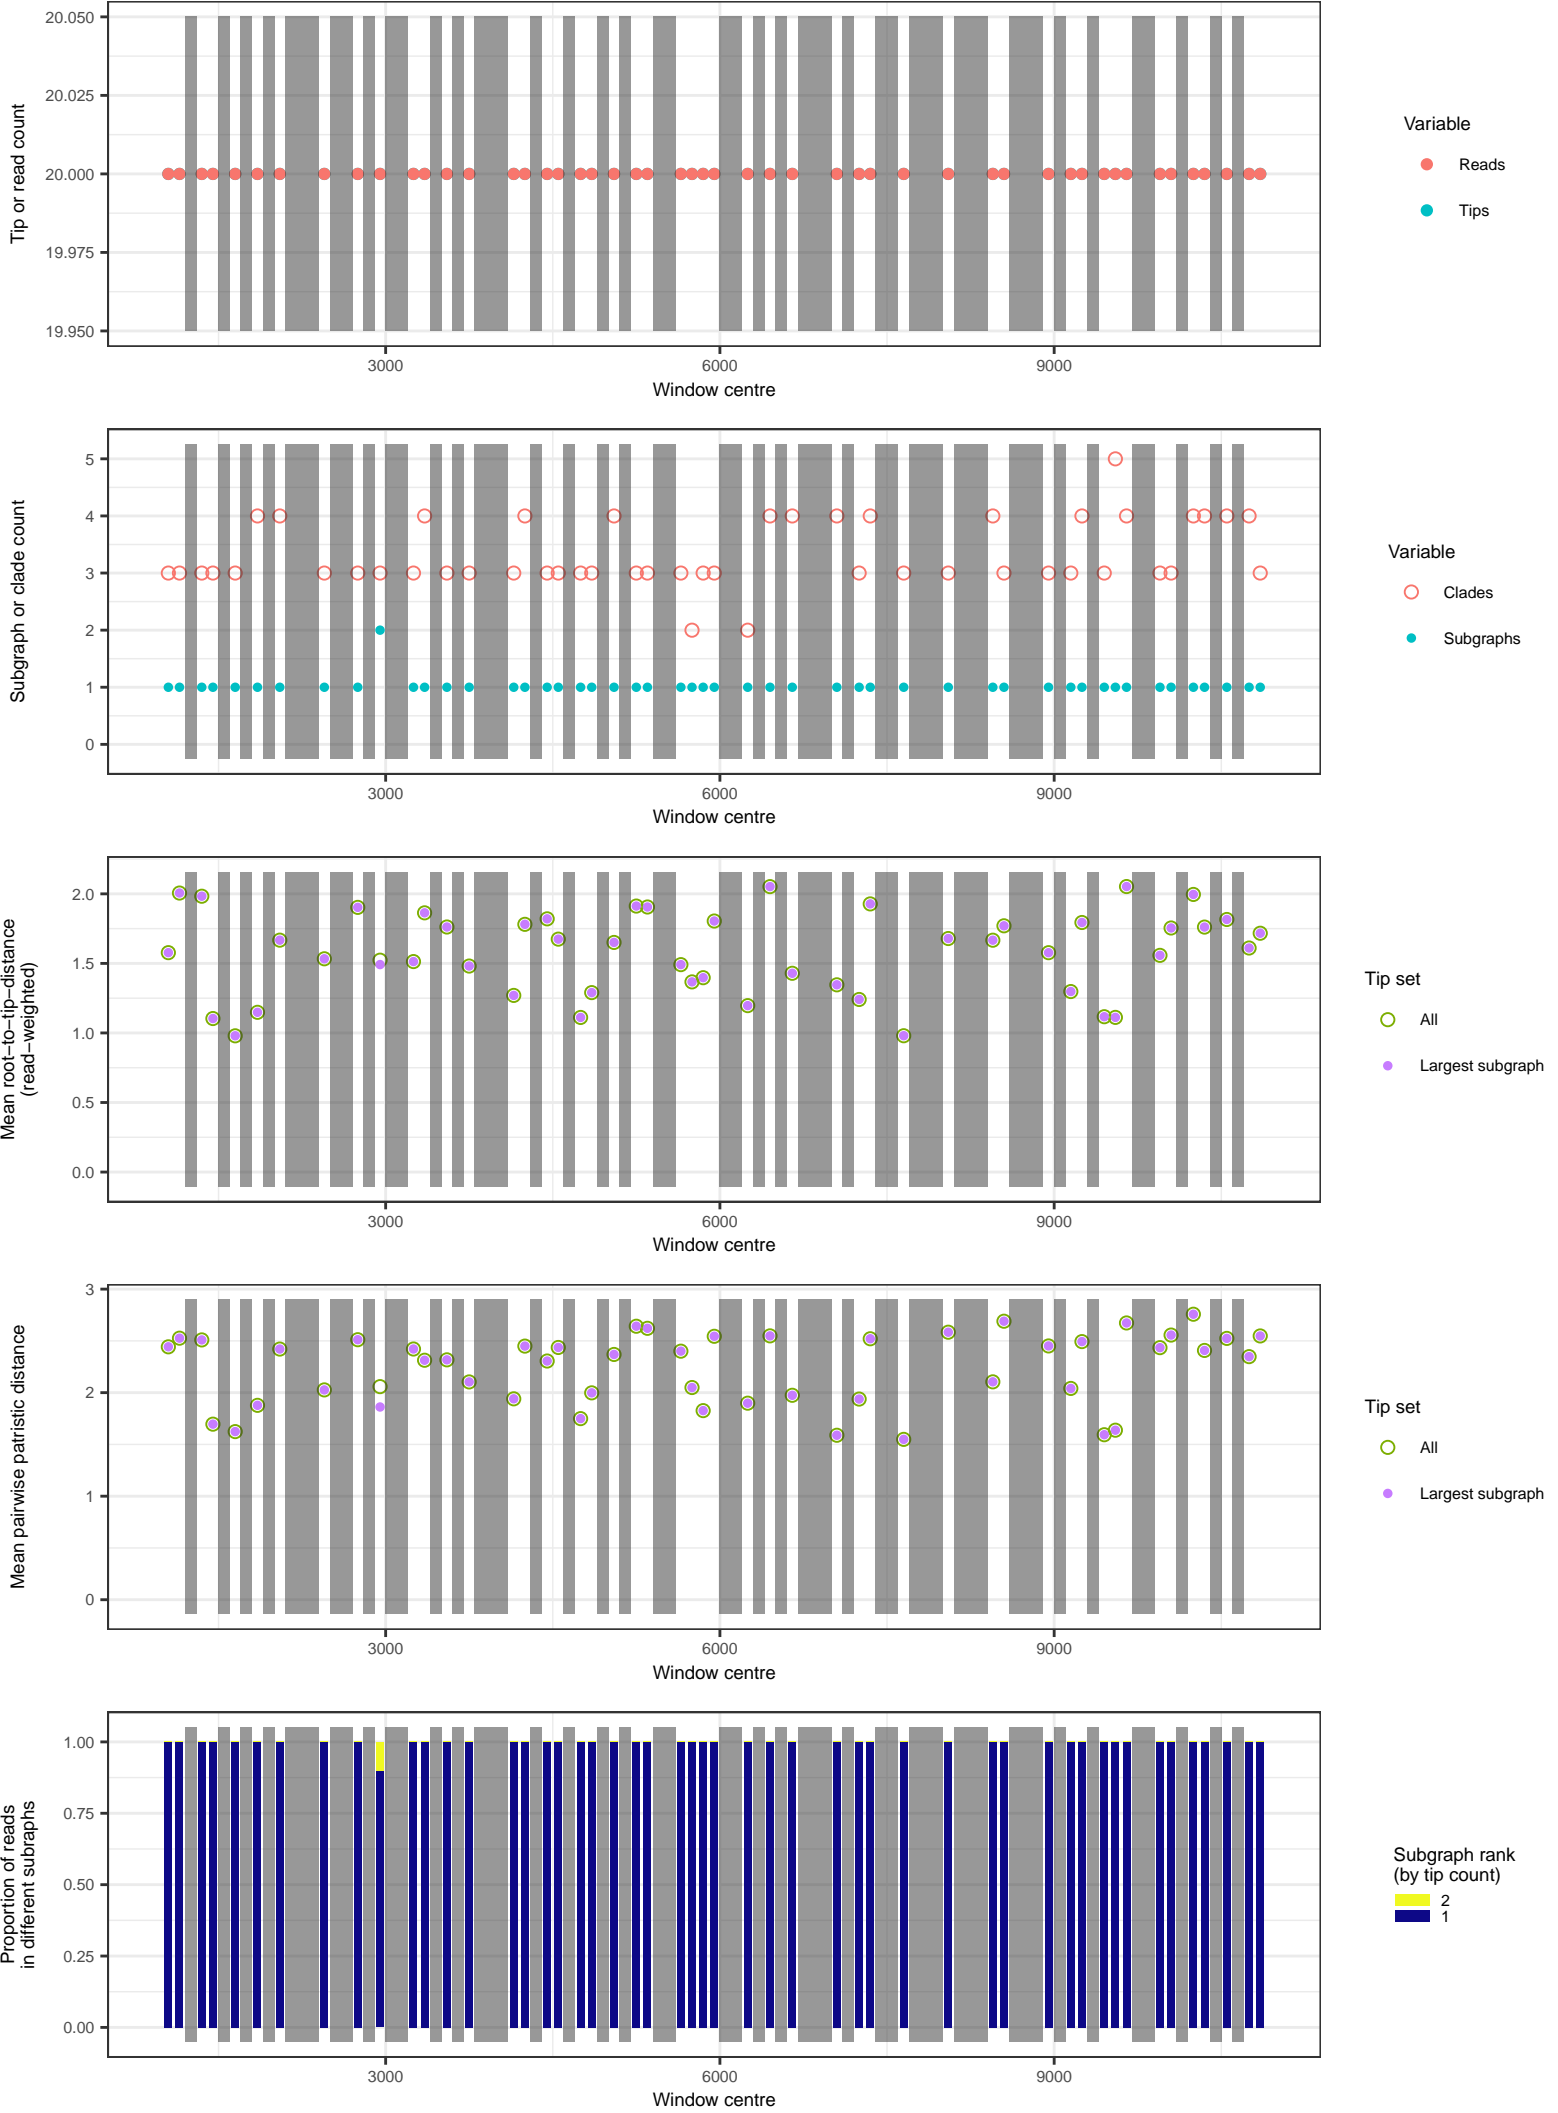 20.050
20.025
20.000
19.975
19.950
Tip or read count
3000
6000
9000
Window centre
Variable
Reads
Tips
5
4
3
2
1
0
Subgraph or clade count
3000
6000
9000
Window centre
Variable
Clades
Subgraphs
2.0
1.5
1.0
0.5
0.0
Mean root−to−tip−distance
(read−weighted)
3000
6000
9000
Window centre
Tip set
All
Largest subgraph
3
2
1
0
Mean pairwise patristic distance
3000
6000
9000
Window centre
Tip set
All
Largest subgraph
1.00
0.75
0.50
0.25
0.00
Proportion of reads
in different subraphs
3000
6000
9000
Window centre
Subgraph rank
(by tip count)
2
1